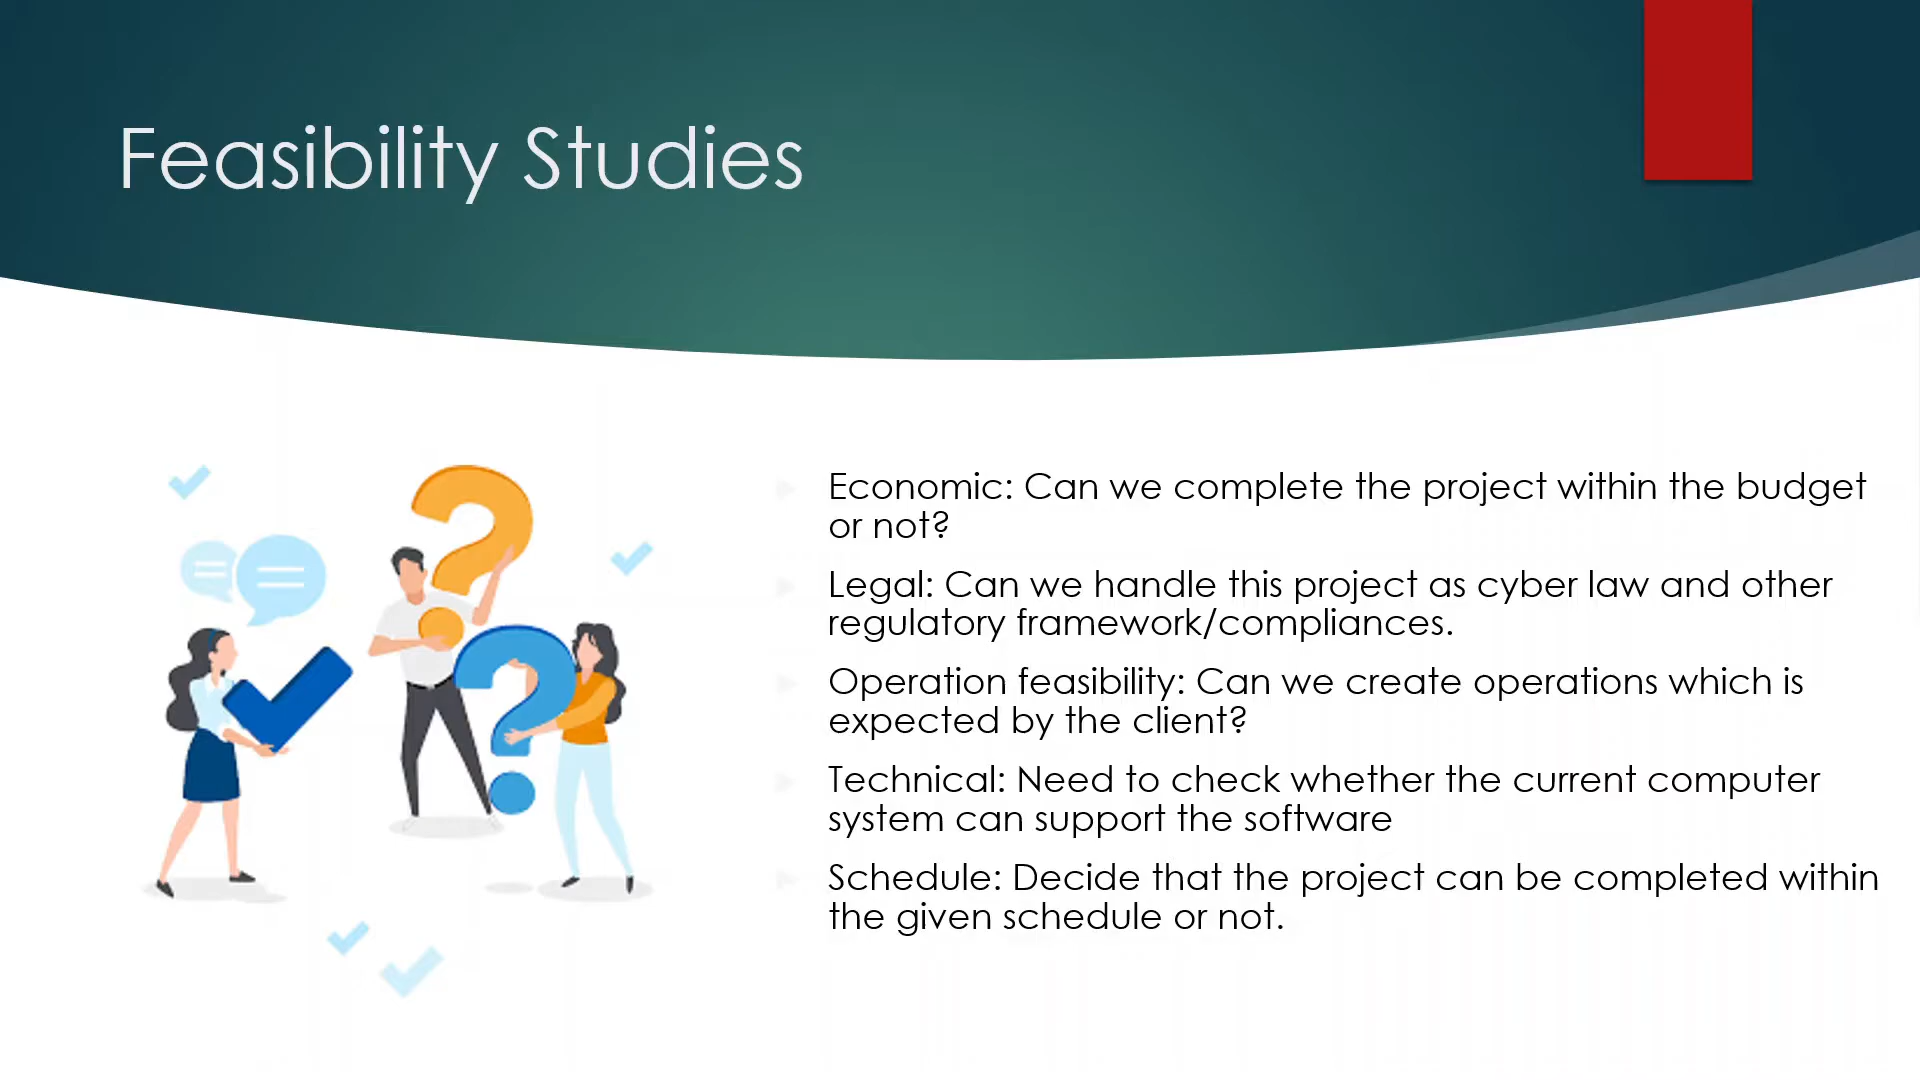 Feasibility Studies
Economic: Can we complete the project within the budget
or not?
Legal: Can we handle this project as cyber law and other
regulatory framework/compliances.
Operation feasibility: Can we create operations which is
expected by the client?
Technical: Need to check whether the current computer
system can support the software
Schedule: Decide that the project can be completed within
the given schedule or not.